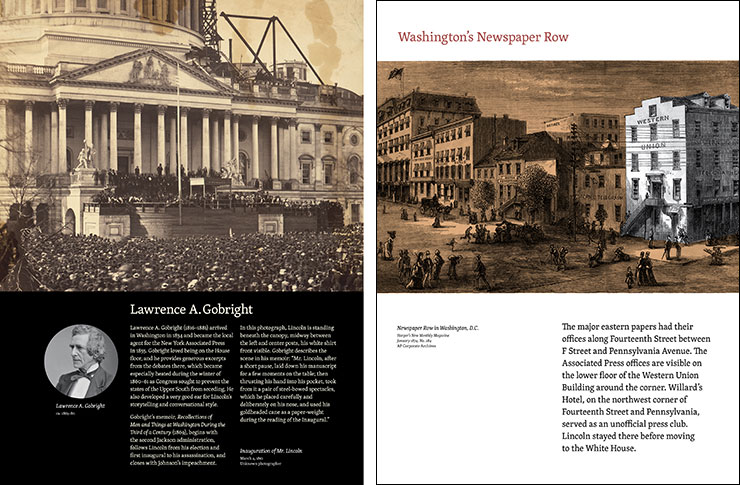 Lawrence A. Gobright
Lawrence A. Gobright (1816–1881) arrived
in Washington in 1834 and became the local
agent for the New York Associated Press
in 1855. Gobright loved being on the House
floor, and he provides generous excerpts
from the debates there, which became
especially heated during the winter of
1860–61 as Congress sought to prevent the
states of the Upper South from seceding. He
also developed a very good ear for Lincoln's
storytelling and conversational style.
Gobright's memoir, Recollections of
Men and Things at Washington During the
Third of a Century (1869), begins with
the second Jackson administration,
follows Lincoln from his election and
first inaugural to his assassination, and
closes with Johnson's impeachment.
In this photograph, Lincoln is standing
beneath the canopy, midway between
the left and center posts, his white shirt
front visible. Gobright describes the
scene in his memoir: "Mr. Lincoln, after
a short pause, laid down his manuscript
for a few moments on the table; then
thrusting his hand into his pocket, took
from it a pair of steel-bowed spectacles,
which he placed carefully and
deliberately on his nose, and used his
goldheaded cane as a paper-weight
during the reading of the Inaugural."
Lawrence A. Gobright
Inauguration of Mr. Lincoln
March 4, 1861
Unknown photographer
Washington's Newspaper Row
WESTERN
UNION
Newspaper Row in Washington, D.C.
Harper's New Monthly Magazine
January 1874, No. 284
AP Corporate Archives
The major eastern papers had their
offices along Fourteenth Street between
F Street and Pennsylvania Avenue. The
Associated Press offices are visible on
the lower floor of the Western Union
Building around the corner. Willard's
Hotel, on the northwest corner of
Fourteenth Street and Pennsylvania,
served as an unofficial press club.
Lincoln stayed there before moving
to the White House.